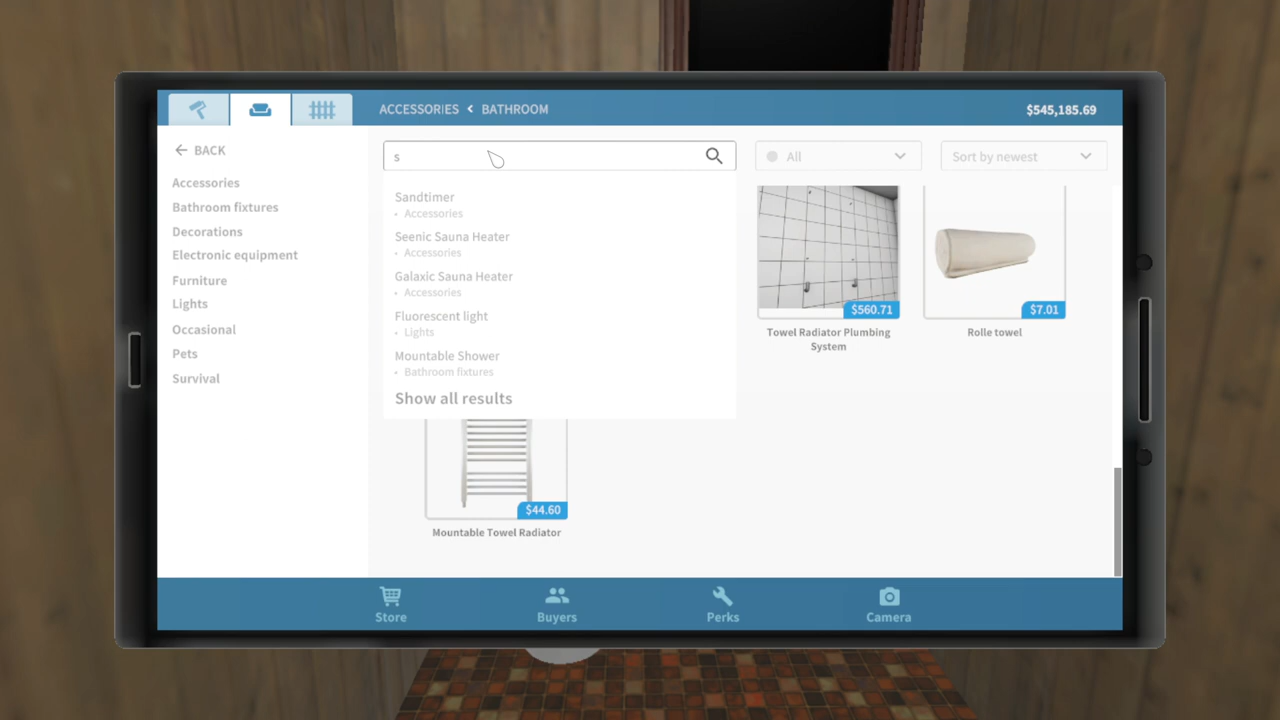 ACCESSORIES < BATHROOM
$545,185.69
BACK
Accessories
Bathroom fixtures
Decorations
Electronic equipment
Furniture
Lights
Occasional
Pets
Survival
s
All
Sort by newest
Sandtimer
• Accessories
Seenic Sauna Heater
• Accessories
Galaxic Sauna Heater
• Accessories
Fluorescent light
• Lights
Mountable Shower
• Bathroom fixtures
Show all results
$560.71
Towel Radiator Plumbing
System
$7.01
Rolle towel
$44.60
Mountable Towel Radiator
Store
Buyers
Perks
Camera